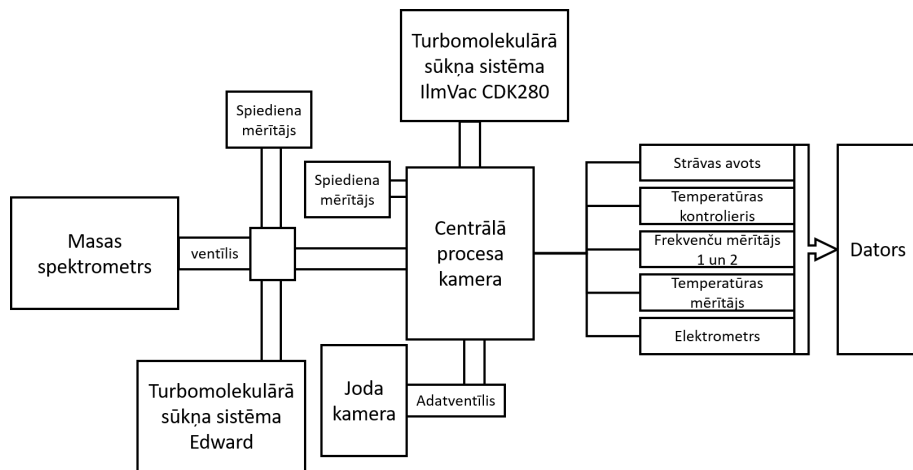 Turbomolekulārā
sūkņa sistēma
IlmVac CDK280
Spiediena
mērītājs
Spiediena
mērītājs
Strāvas avots
Temperatūras
kontrolieris
Frekvenču mērītājs
1 un 2
Temperatūras
mērītājs
Elektrometrs
Dators
Masas
spektrometrs
ventīlis
Centrālā
procesa
kamera
Turbomolekulārā
sūkņa sistēma
Edward
Joda
kamera
Adatventīlis